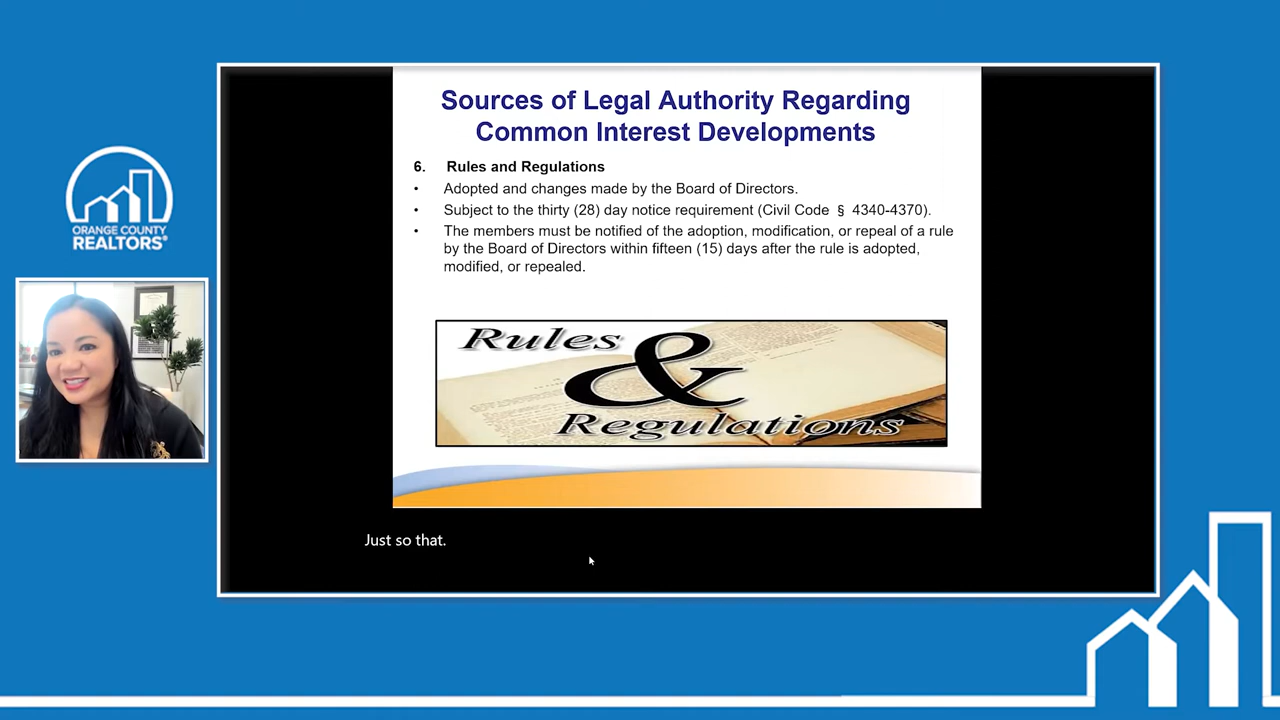 Sources of Legal Authority Regarding
Common Interest Developments
6. Rules and Regulations
• Adopted and changes made by the Board of Directors.
• Subject to the thirty (28) day notice requirement (Civil Code § 4340-4370).
• The members must be notified of the adoption, modification, or repeal of a rule
by the Board of Directors within fifteen (15) days after the rule is adopted,
modified, or repealed.
Rules
&
Regulations
ORANGE COUNTY
REALTORS®
Just so that.